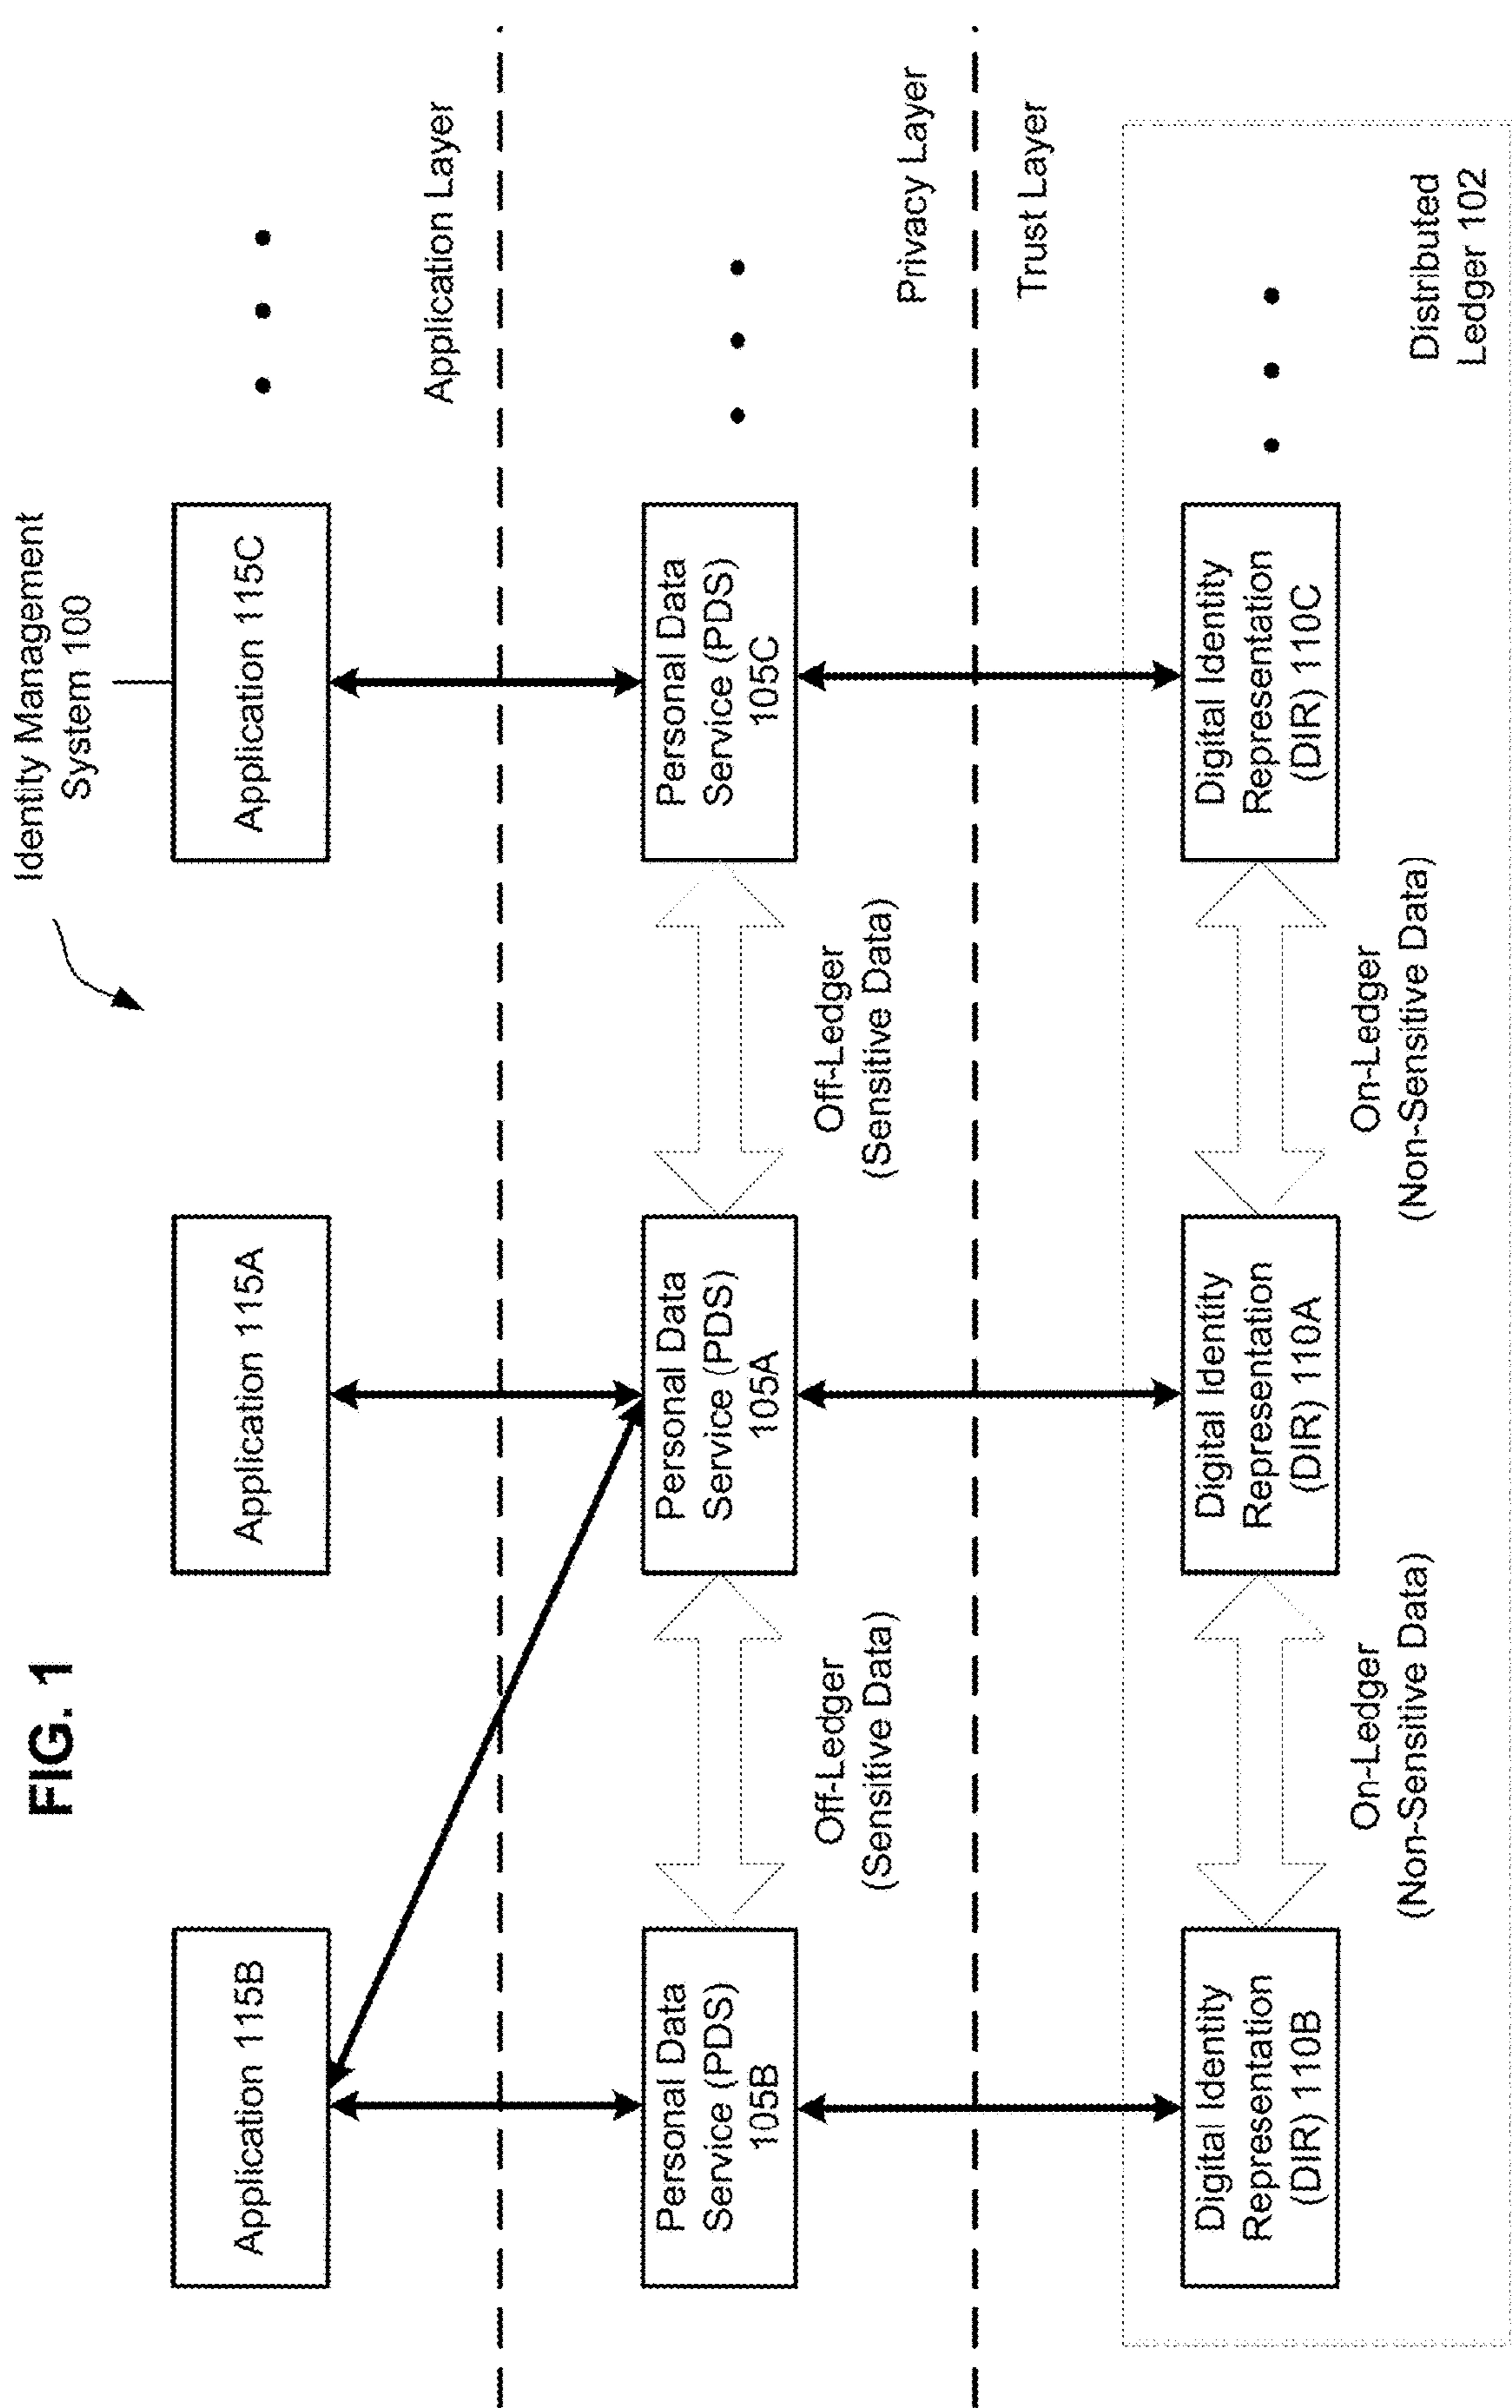 FIG. 1
Identity Management
System 100
Application 115B
Application 115A
Application 115C
Application Layer
Personal Data
Service (PDS)
105B
Off-Ledger
(Sensitive Data)
Personal Data
Service (PDS)
105A
Off-Ledger
(Sensitive Data)
Personal Data
Service (PDS)
105C
Privacy Layer
Trust Layer
Digital Identity
Representation
(DIR) 110B
On-Ledger
(Non-Sensitive Data)
Digital Identity
Representation
(DIR) 110A
On-Ledger
(Non-Sensitive Data)
Digital Identity
Representation
(DIR) 110C
Distributed
Ledger 102